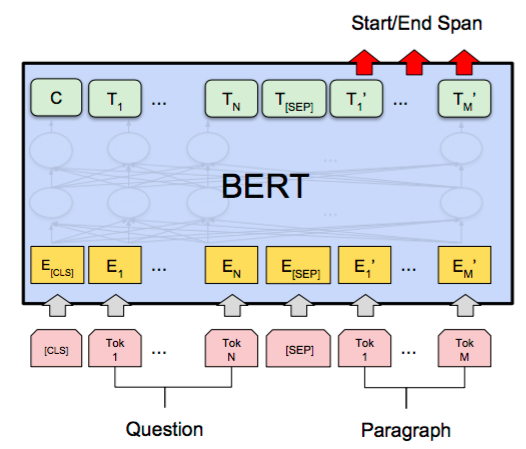 Start/End Span
C T1 ... TN T[SEP] T1' ... TM'
...
BERT
...
E[CLS] E1 ... EN E[SEP] E1' ... EM'
[CLS] Tok 1 ... Tok N [SEP] Tok 1 ... Tok M
Question Paragraph